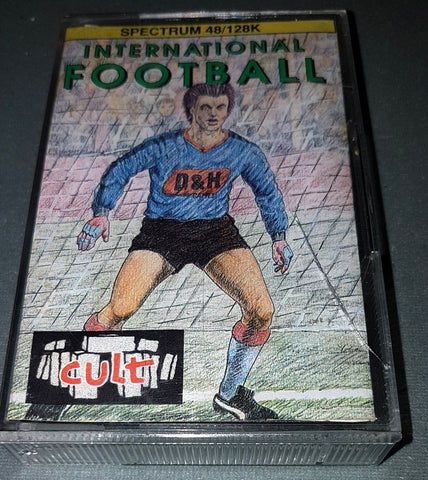 SPECTRUM 48/128K
INTERNATIONAL
FOOTBALL
D&H
cult